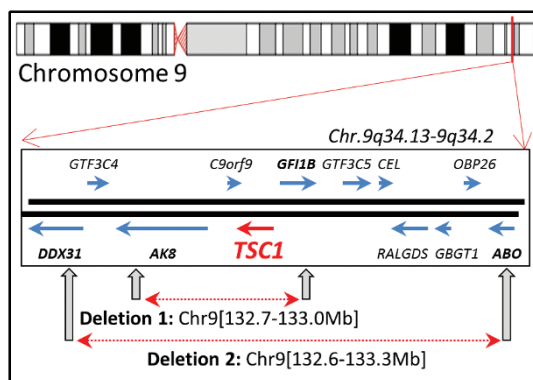 Chromosome 9
Chr.9q34.13-9q34.2
GTF3C4 C9orf9 GFI1B GTF3C5 CEL OBP26
DDX31 AK8 TSC1 RALGDS GBGT1 ABO
Deletion 1: Chr9[132.7-133.0Mb]
Deletion 2: Chr9[132.6-133.3Mb]